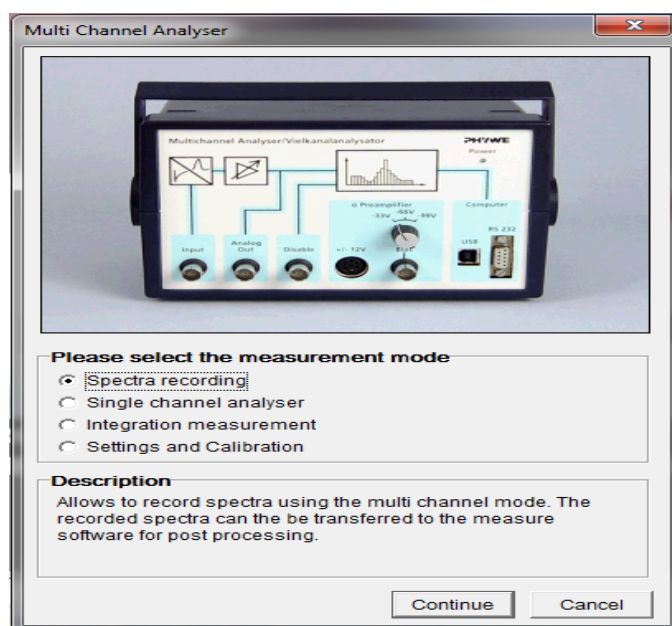 Multi Channel Analyser
Multichannel Analyser/Vielkanalanalysator
PHYWE
Power
α Preamplifier
-33V
-66V
-99V
Computer
Input
Analog
Out
Disable
+/- 12V
Bias
USB
RS 232
Please select the measurement mode
Spectra recording
Single channel analyser
Integration measurement
Settings and Calibration
Description
Allows to record spectra using the multi channel mode. The
recorded spectra can the be transferred to the measure
software for post processing.
Continue
Cancel